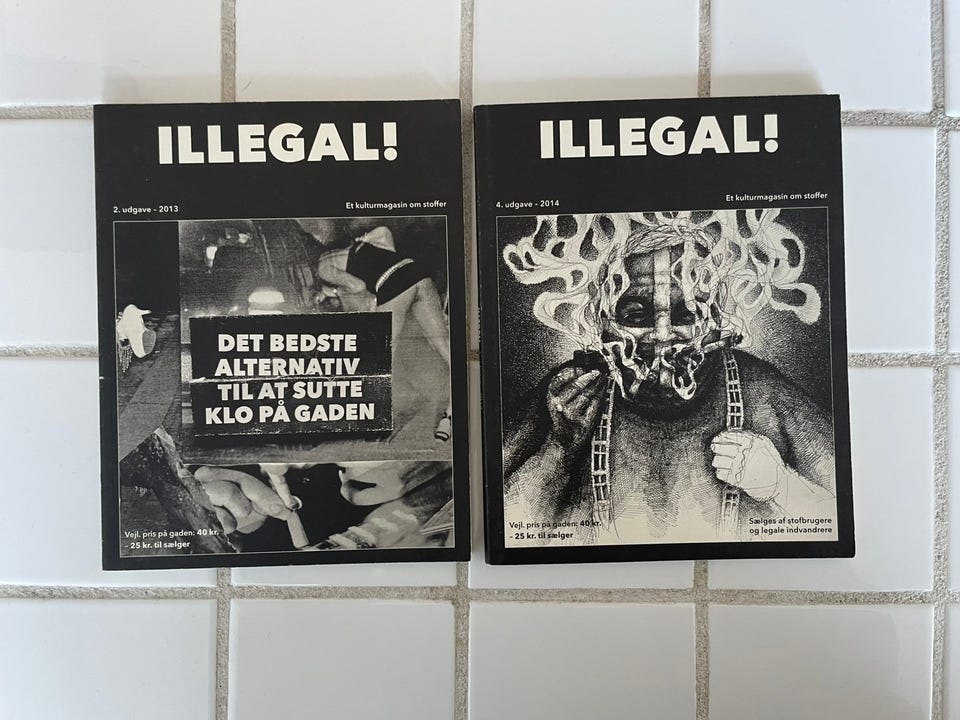 ILLEGAL!
2. udgave – 2013
Et kulturmagasin om stoffer
DET BEDSTE
ALTERNATIV
TIL AT SUTTE
KLO PÅ GADEN
Vejl. pris på gaden: 40 kr.
– 25 kr. til sælger
ILLEGAL!
4. udgave – 2014
Et kulturmagasin om stoffer
Vejl. pris på gaden: 40 kr.
– 25 kr. til sælger
Sælges af stofbrugere
og legale indvandrere